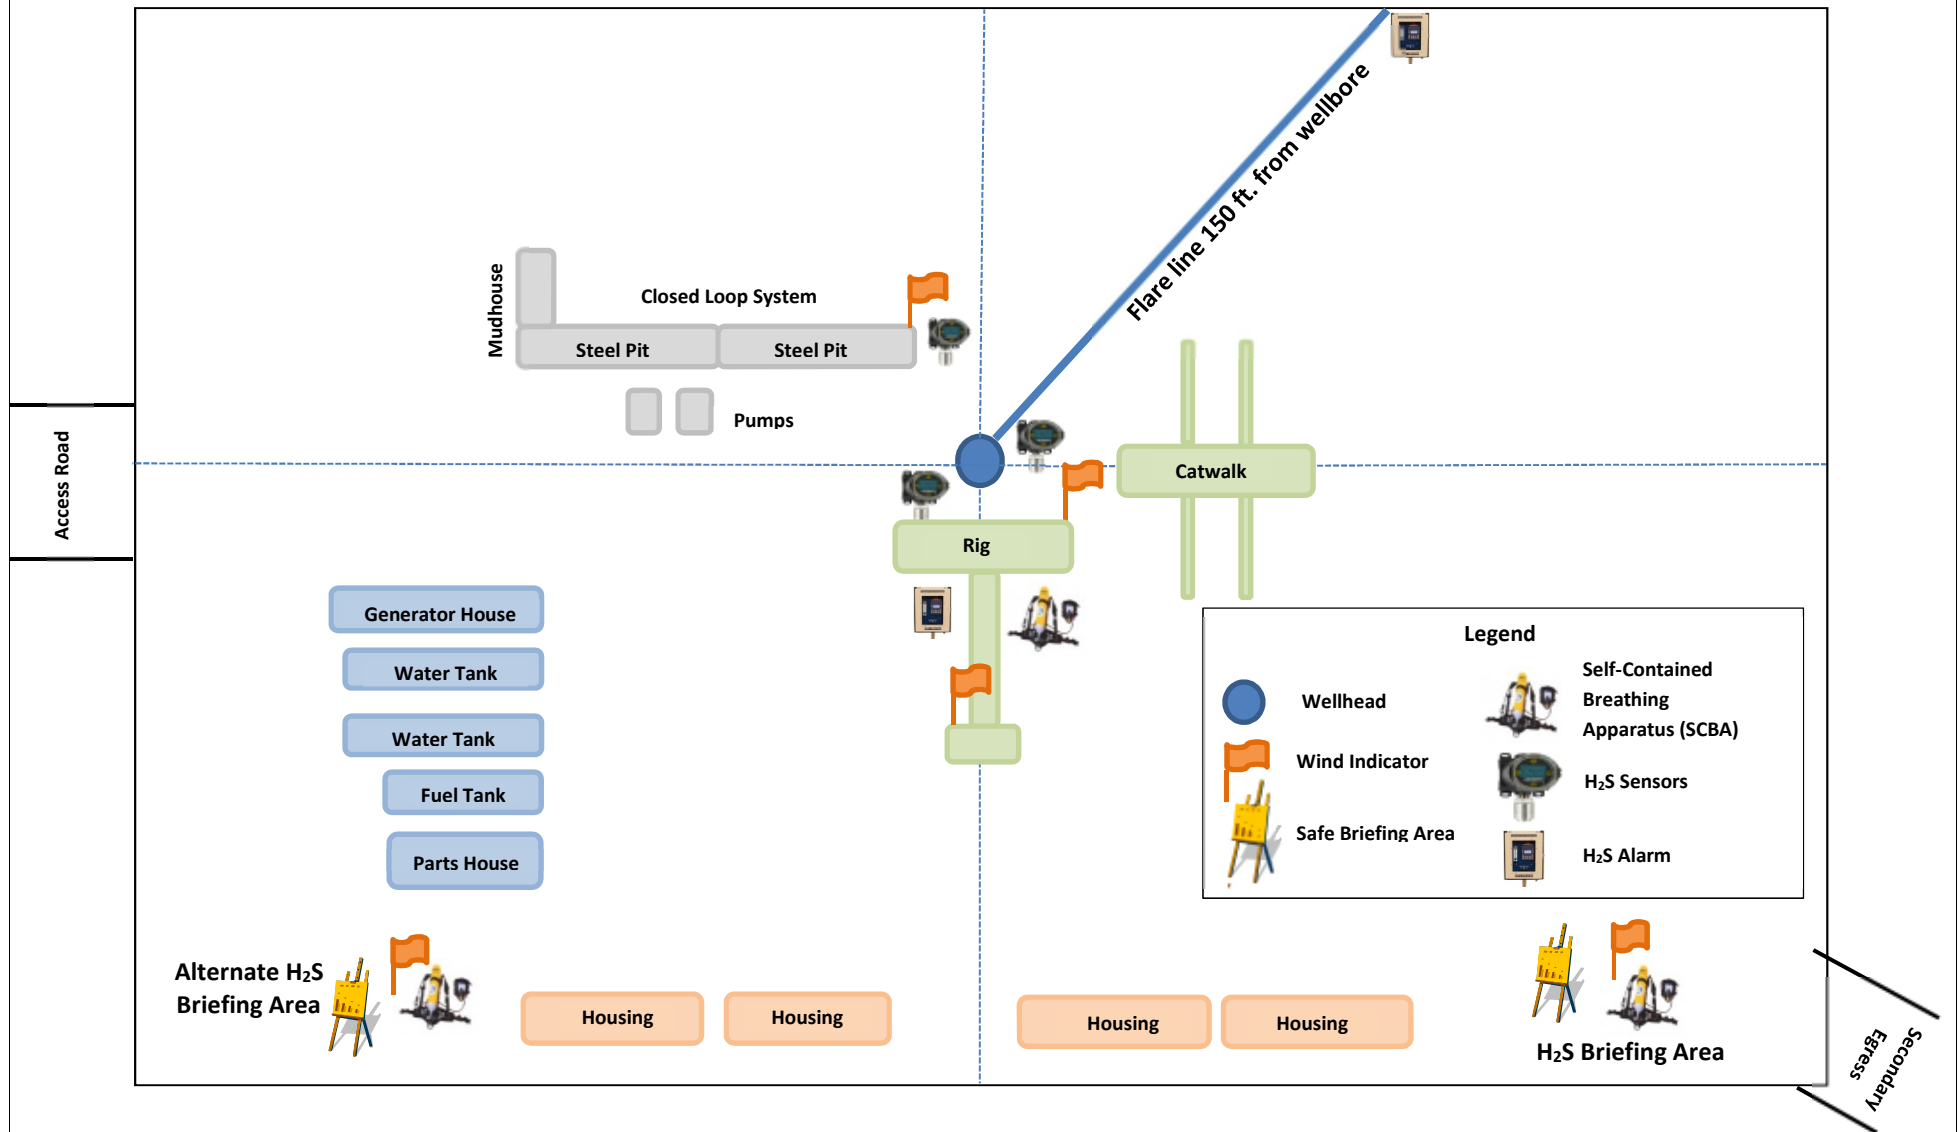 Flare line 150 ft. from wellbore
Mudhouse
Closed Loop System
Steel Pit
Steel Pit
Pumps
Access Road
Catwalk
Rig
Generator House
Water Tank
Water Tank
Fuel Tank
Parts House
Legend
Wellhead
Wind Indicator
Safe Briefing Area
Self-Contained
Breathing
Apparatus (SCBA)
H₂S Sensors
H₂S Alarm
Alternate H₂S
Briefing Area
Housing
Housing
Housing
Housing
H₂S Briefing Area
Secondary
Egress